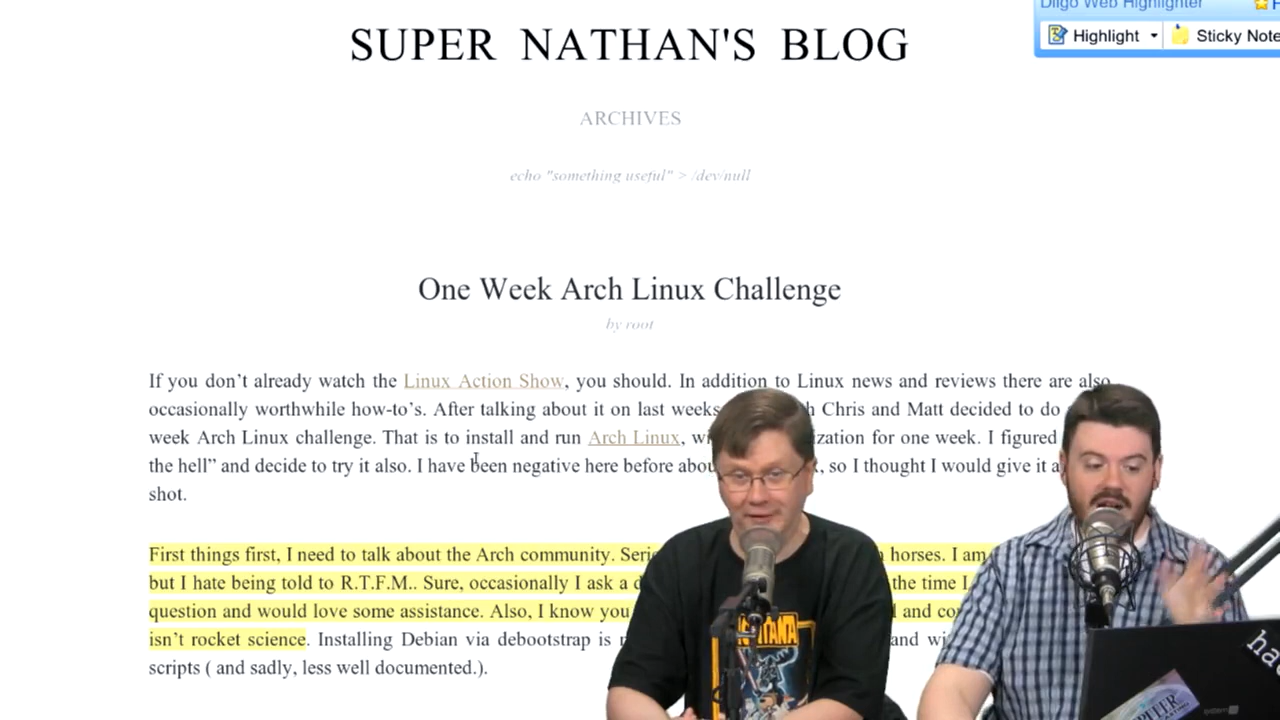 Diigo Web Highlighter
Highlight
Sticky Note
SUPER NATHAN'S BLOG
ARCHIVES
echo "something useful" > /dev/null
One Week Arch Linux Challenge
by root
If you don't already watch the Linux Action Show, you should. In addition to Linux news and reviews there are also
occasionally worthwhile how-to's. After talking about it on last weeks Chris and Matt decided to do
week Arch Linux challenge. That is to install and run Arch Linux, for one week. I figured
the hell" and decide to try it also. I have been negative here before so I thought I would give it a
shot.
First things first, I need to talk about the Arch community. horses. I am
but I hate being told to R.T.F.M.. Sure, occasionally I ask a the time I
question and would love some assistance. Also, I know you and
isn't rocket science. Installing Debian via debootstrap is and
scripts ( and sadly, less well documented.).